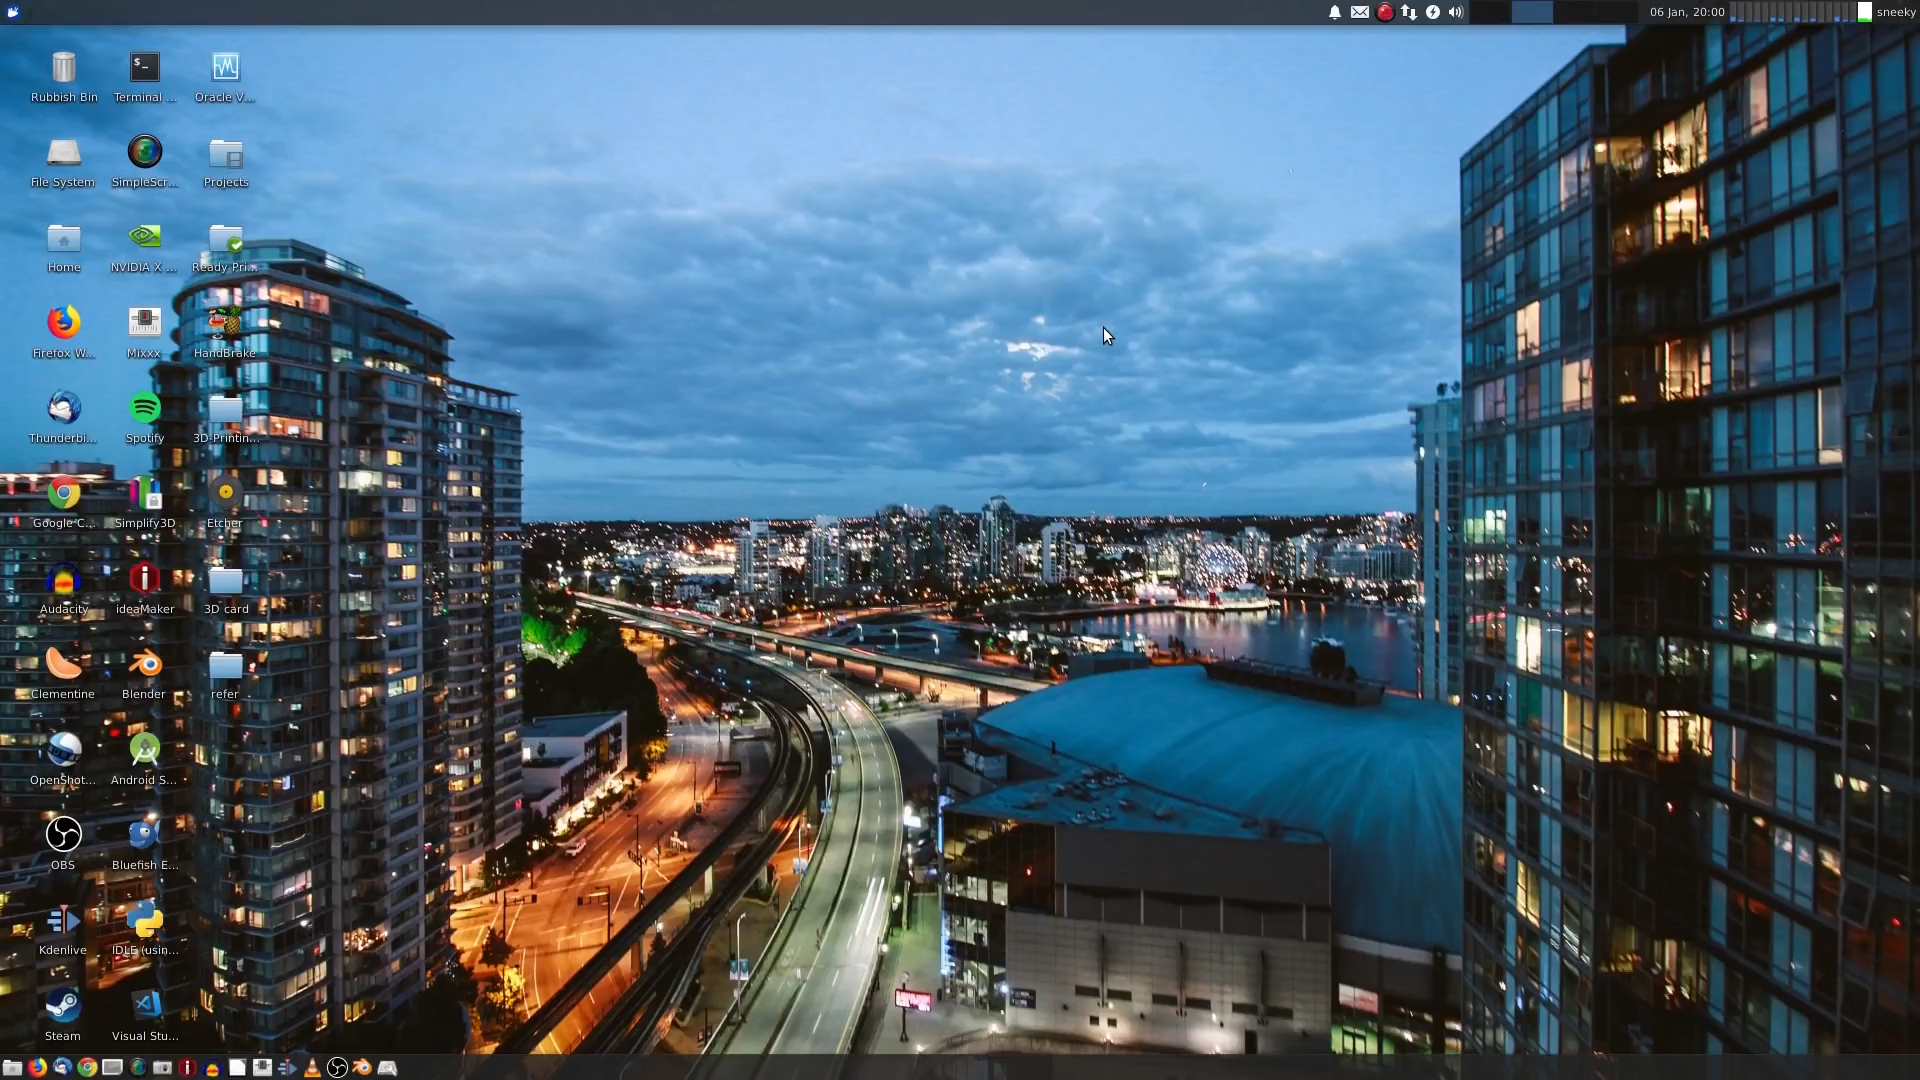 06 Jan, 20:00 sneeky
Rubbish Bin Terminal ... Oracle V...
File System SimpleScr... Projects
Home NVIDIA X ... Ready Pri...
Firefox W... Mixxx HandBrake
Thunderbi... Spotify 3D-Printin...
Google C... Simplify3D Etcher
Audacity ideaMaker 3D card
Clementine Blender refer
OpenShot... Android S...
OBS Bluefish E...
Kdenlive IDLE (usin...
Steam Visual Stu...